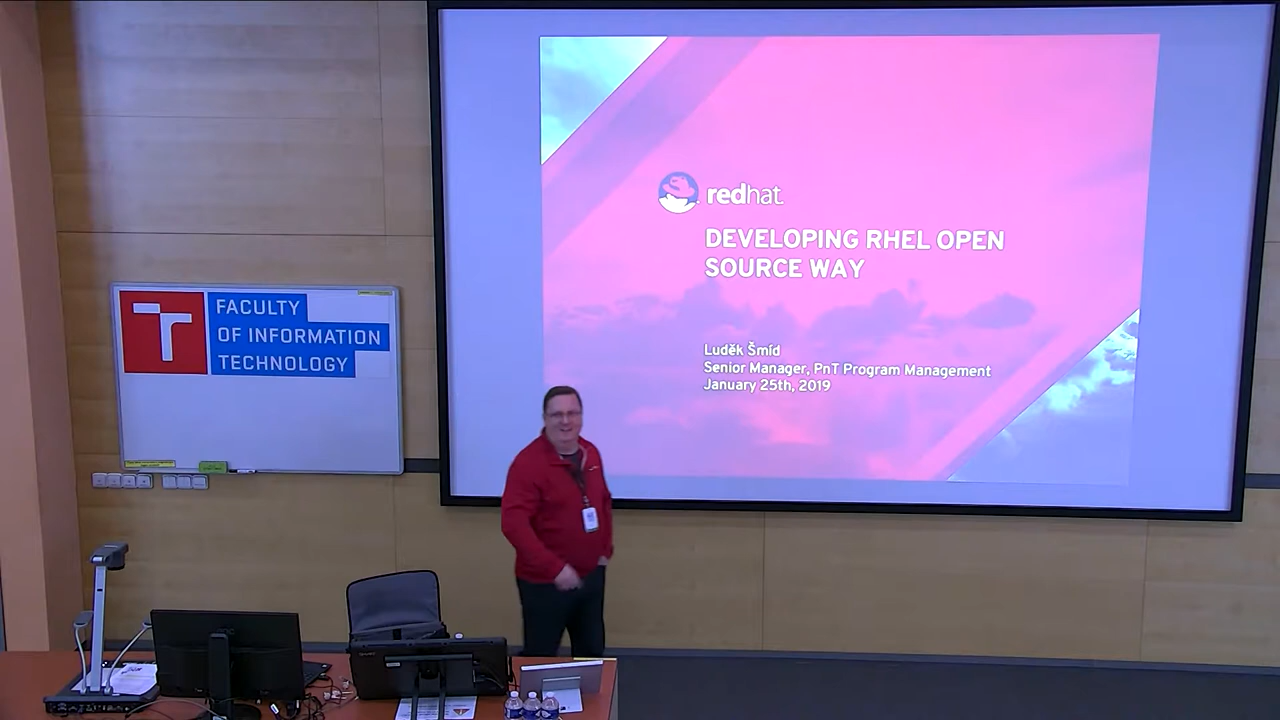 redhat.
DEVELOPING RHEL OPEN
SOURCE WAY
Luděk Šmíd
Senior Manager, PnT Program Management
January 25th, 2019
T
FACULTY
OF INFORMATION
TECHNOLOGY